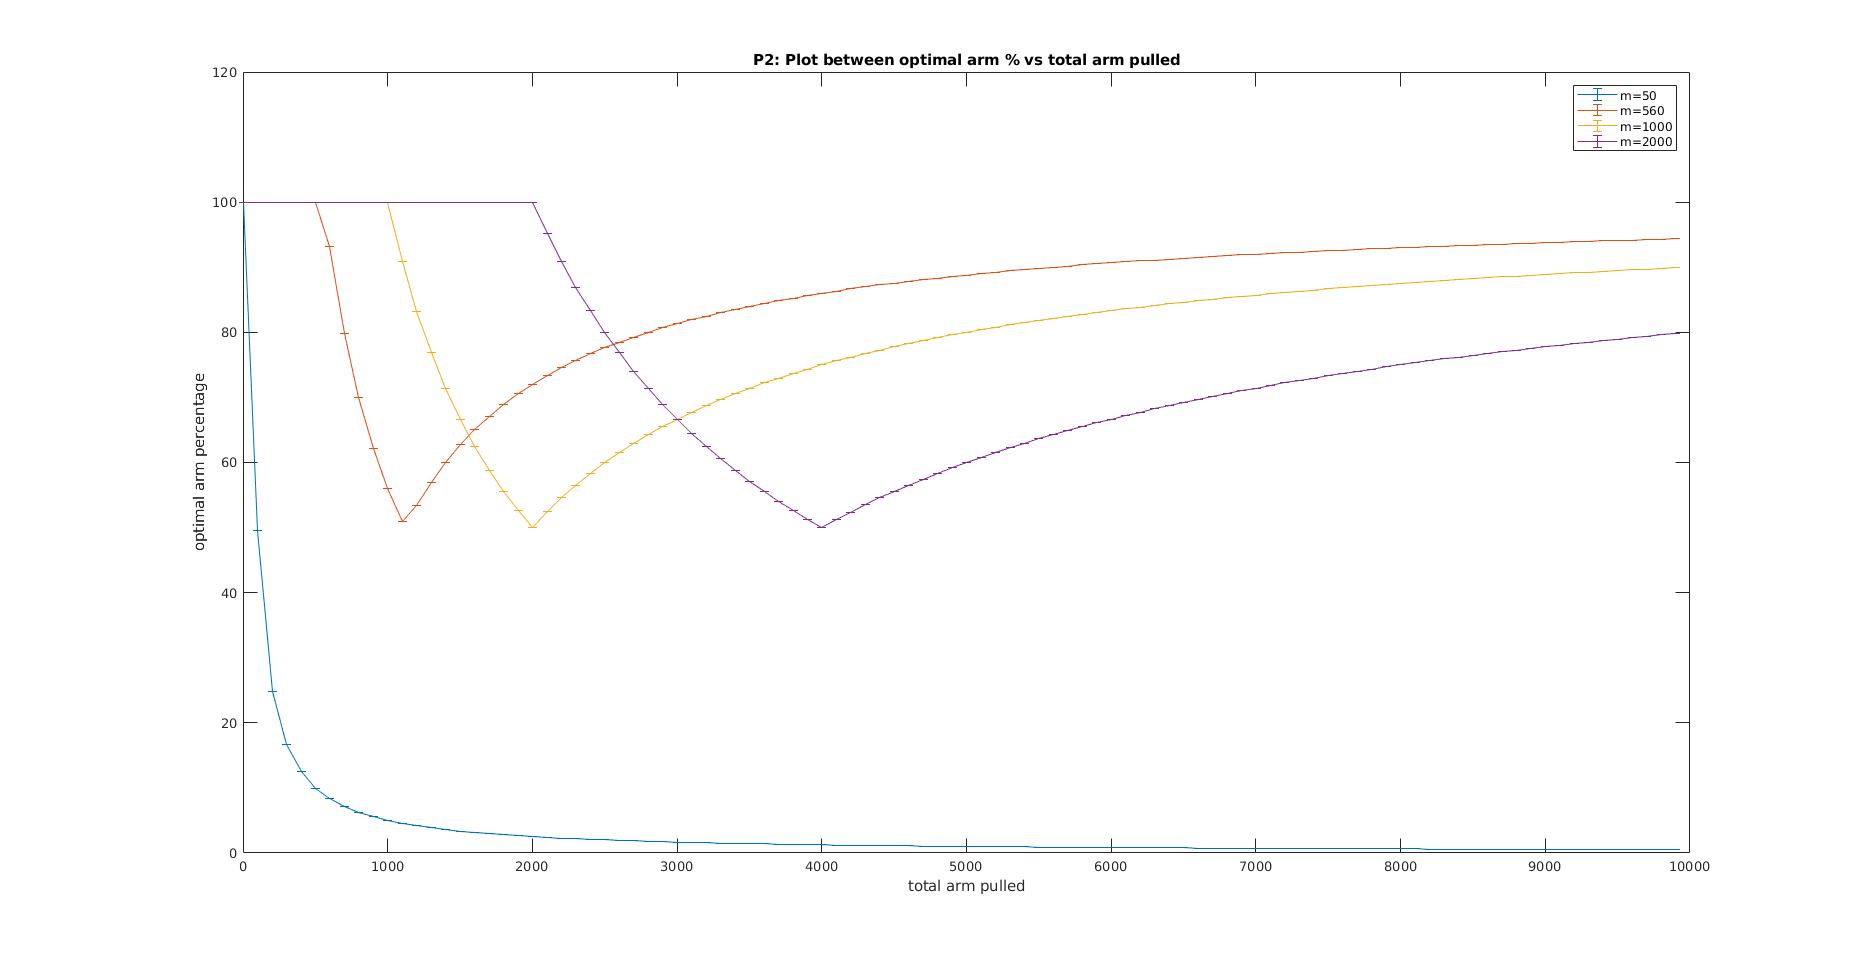 P2: Plot between optimal arm % vs total arm pulled
120
100
80
60
40
20
0
optimal arm percentage
m=50
m=560
m=1000
m=2000
0 1000 2000 3000 4000 5000 6000 7000 8000 9000 10000
total arm pulled